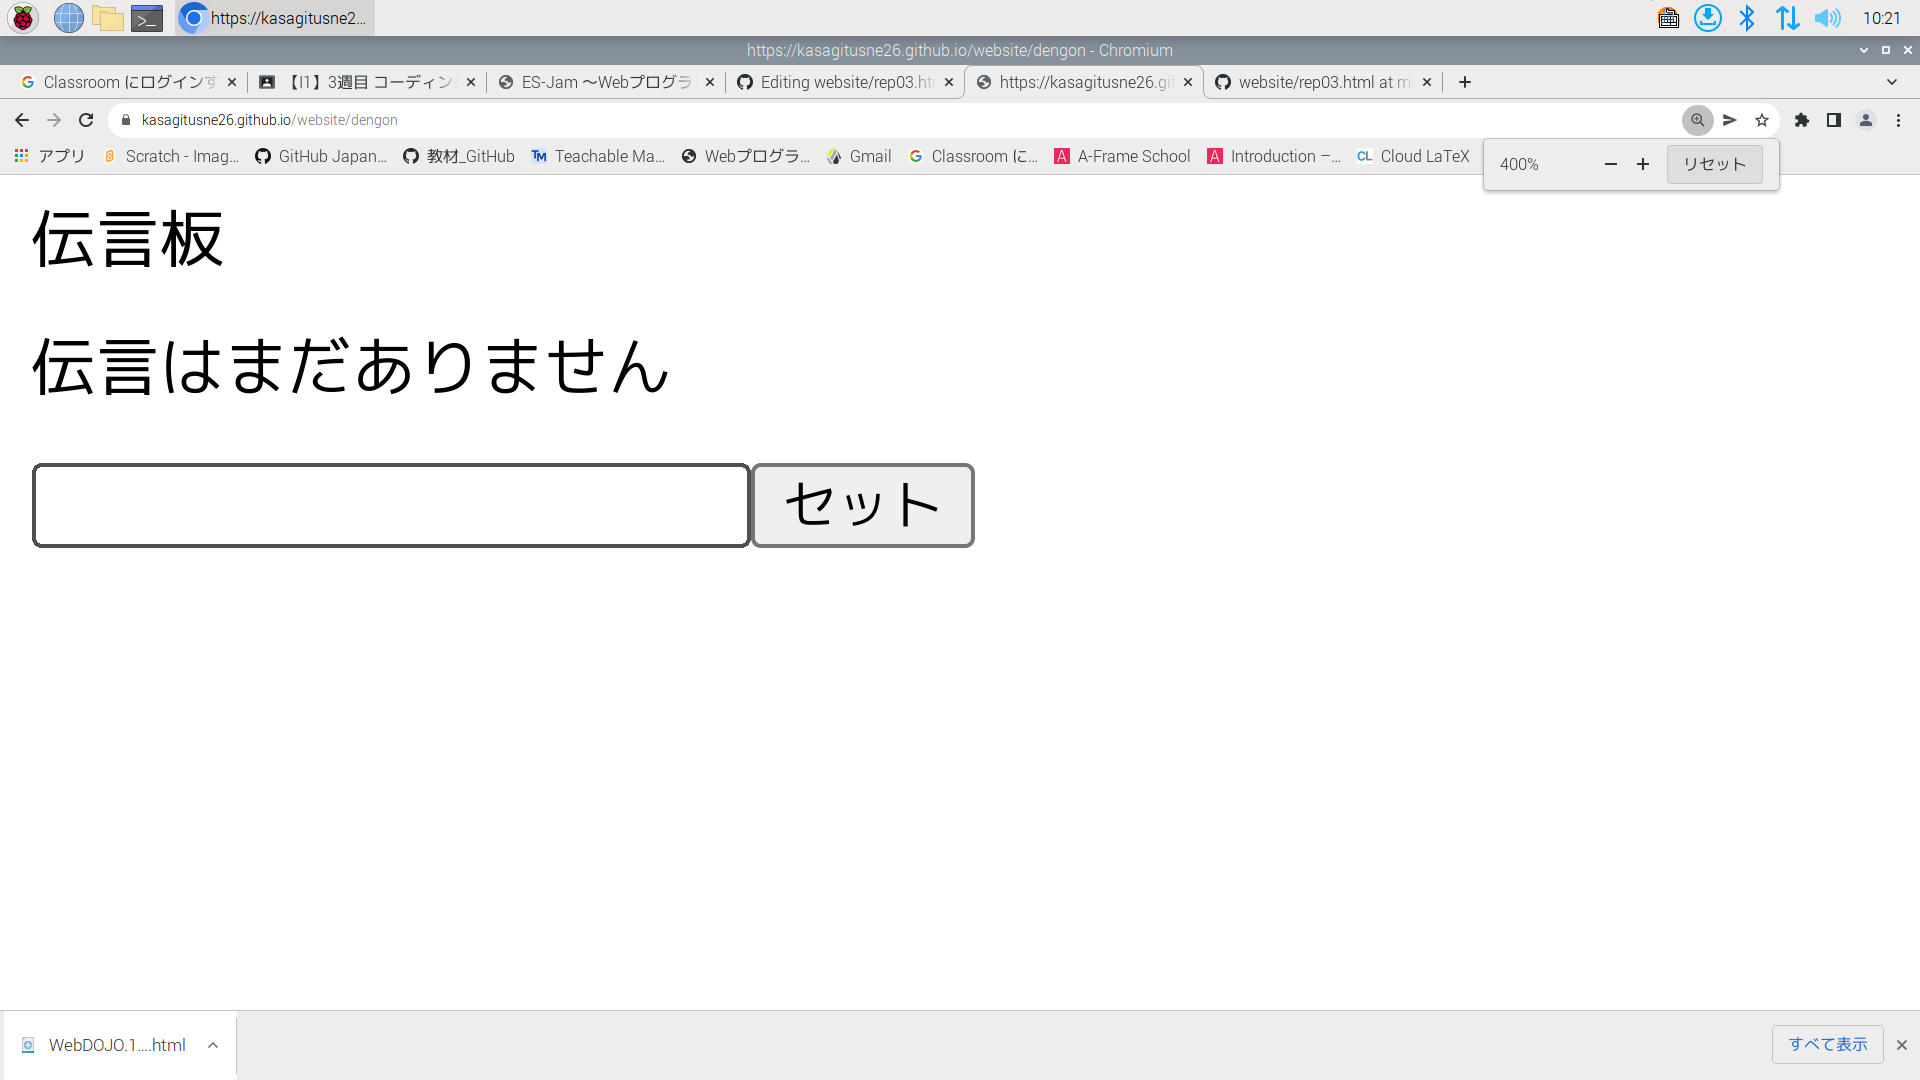 https://kasagitusne2...
10:21
https://kasagitusne26.github.io/website/dengon - Chromium
Classroom にログインす
【I1】3週目 コーディン
ES-Jam 〜Webプログラ
Editing website/rep03.ht
https://kasagitusne26.gi
website/rep03.html at m
kasagitusne26.github.io/website/dengon
アプリ
Scratch - Imag...
GitHub Japan...
教材_GitHub
Teachable Ma...
Webプログラ...
Gmail
Classroom に...
A-Frame School
Introduction –...
CL Cloud LaTeX
400%
リセット
伝言板
伝言はまだありません
セット
WebDOJO.1....html
すべて表示